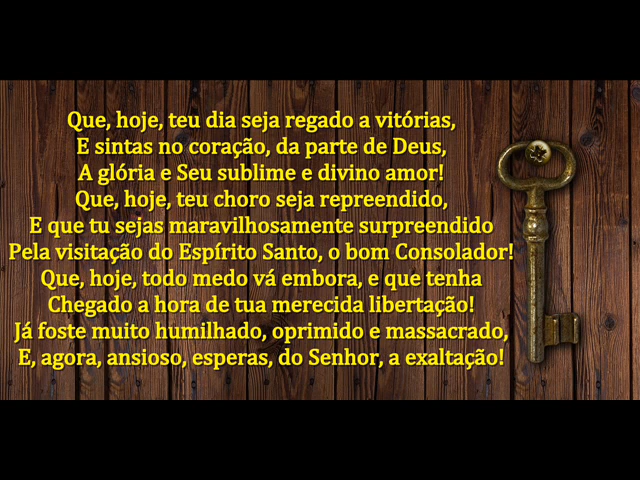 Que, hoje, teu dia seja regado a vitórias,
E sintas no coração, da parte de Deus,
A glória e Seu sublime e divino amor!
Que, hoje, teu choro seja repreendido,
E que tu sejas maravilhosamente surpreendido
Pela visitação do Espírito Santo, o bom Consolador!
Que, hoje, todo medo vá embora, e que tenha
Chegado a hora de tua merecida libertação!
Já foste muito humilhado, oprimido e massacrado,
E, agora, ansioso, esperas, do Senhor, a exaltação!